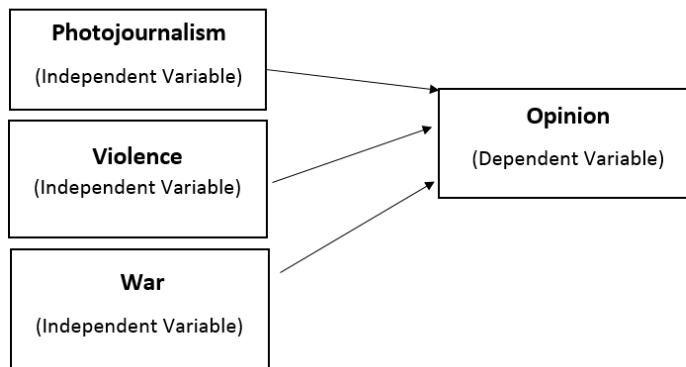 Photojournalism
(Independent Variable)
Violence
(Independent Variable)
War
(Independent Variable)
Opinion
(Dependent Variable)